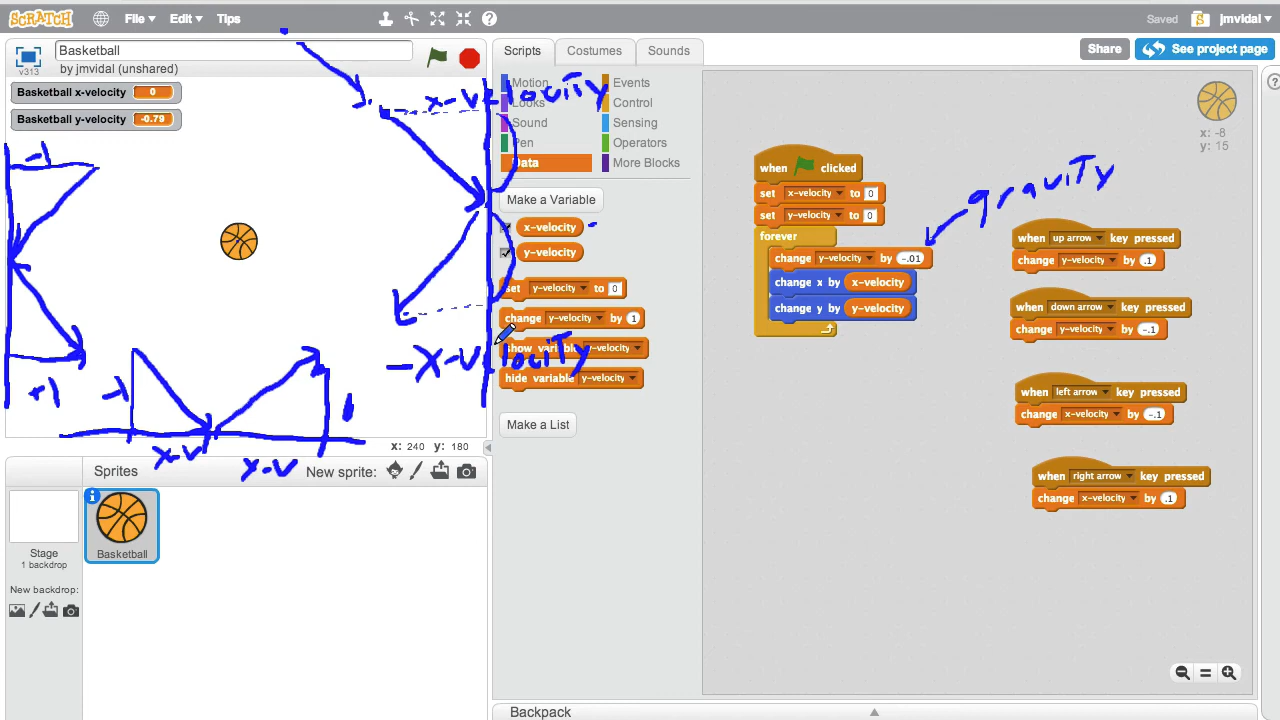 SCRATCH File Edit Tips Saved jmvidal
v313 Basketball
by jmvidal (unshared)
Basketball x-velocity 0
Basketball y-velocity -0.79
x-velocity
-1
+1
-1
1
x-v
x-v
-x-velocity
x: 240 y: 180
Sprites New sprite:
Stage
1 backdrop
New backdrop:
Basketball
Scripts Costumes Sounds
Share See project page
Motion Events
Looks Control
Sound Sensing
Pen Operators
Data More Blocks
Make a Variable
x-velocity
y-velocity
set y-velocity to 0
change y-velocity by 1
show variable y-velocity
hide variable y-velocity
Make a List
x: -8
y: 15
when clicked
set x-velocity to 0
set y-velocity to 0
forever
change y-velocity by -.01
change x by x-velocity
change y by y-velocity
gravity
when up arrow key pressed
change y-velocity by .1
when down arrow key pressed
change y-velocity by -.1
when left arrow key pressed
change x-velocity by -.1
when right arrow key pressed
change x-velocity by .1
Backpack